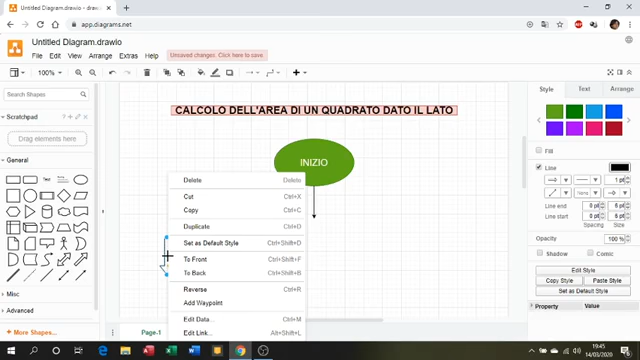 Untitled Diagram.drawio - draw.io
app.diagrams.net
Untitled Diagram.drawio
File Edit View Arrange Extras Help
Unsaved changes. Click here to save.
100%
Search Shapes
Scratchpad
Drag elements here
General
Text
Misc
Advanced
+ More Shapes...
CALCOLO DELL'AREA DI UN QUADRATO DATO IL LATO
INIZIO
Delete Delete
Cut Ctrl+X
Copy Ctrl+C
Duplicate Ctrl+D
Set as Default Style Ctrl+Shift+D
To Front Ctrl+Shift+F
To Back Ctrl+Shift+B
Reverse Ctrl+R
Add Waypoint
Edit Data... Ctrl+M
Edit Link... Alt+Shift+L
Page-1
Style Text Arrange
Fill
Line 1 pt
Line end 0 pt 6 pt
Line start 0 pt 6 pt
Spacing Size
Opacity 100 %
Shadow Comic
Edit Style
Copy Style Paste Style
Set as Default Style
Property Value
19:45
14/03/2020